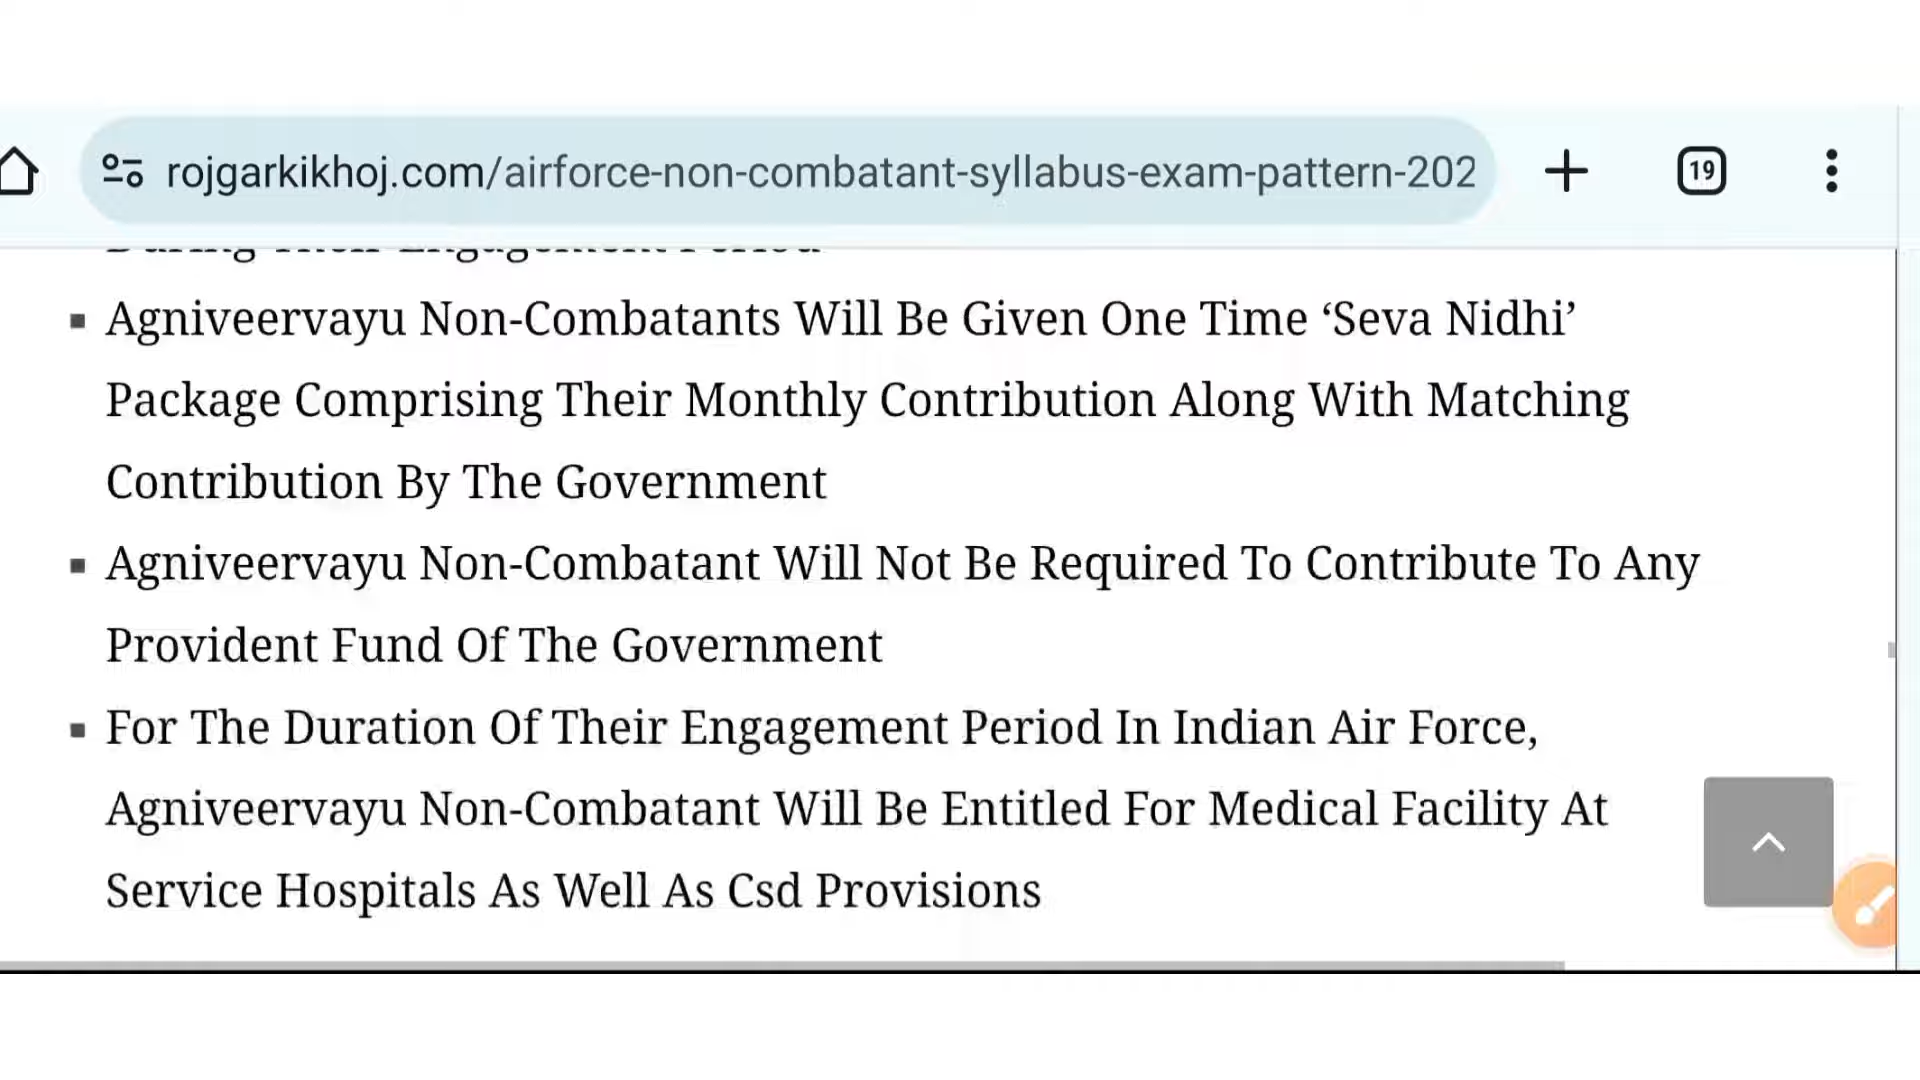 rojgarkikhoj.com/airforce-non-combatant-syllabus-exam-pattern-202
19
During Their Engagement Period
Agniveervayu Non-Combatants Will Be Given One Time ‘Seva Nidhi’
Package Comprising Their Monthly Contribution Along With Matching
Contribution By The Government
Agniveervayu Non-Combatant Will Not Be Required To Contribute To Any
Provident Fund Of The Government
For The Duration Of Their Engagement Period In Indian Air Force,
Agniveervayu Non-Combatant Will Be Entitled For Medical Facility At
Service Hospitals As Well As Csd Provisions